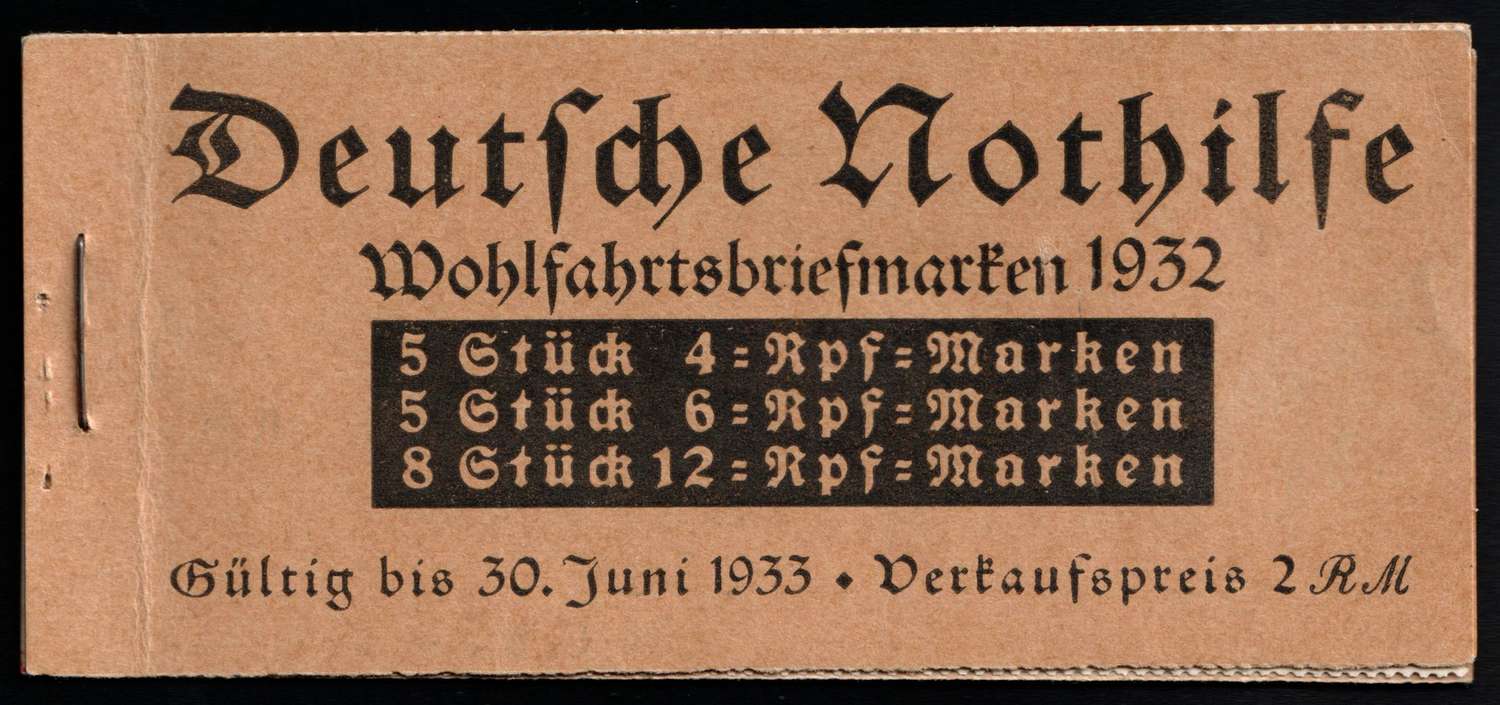 Deutſche Nothilfe
Wohlfahrtsbriefmarken 1932
5 Stück 4=Rpf=Marken
5 Stück 6=Rpf=Marken
8 Stück 12=Rpf=Marken
Gültig bis 30. Juni 1933 ⬥ Verkaufspreis 2 RM